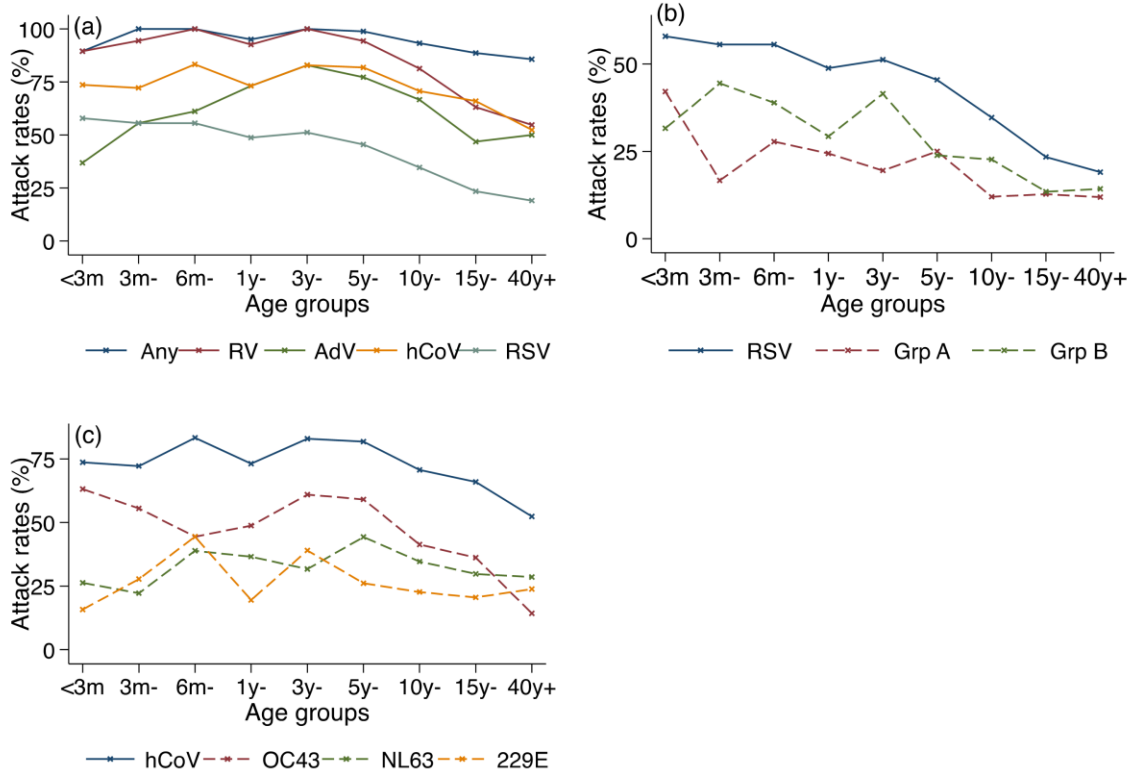 (a)
100
75
50
25
0
Attack rates (%)
<3m 3m- 6m- 1y- 3y- 5y- 10y- 15y- 40y+
Age groups
Any RV AdV hCoV RSV
(b)
50
25
0
Attack rates (%)
<3m 3m- 6m- 1y- 3y- 5y- 10y- 15y- 40y+
Age groups
RSV Grp A Grp B
(c)
75
50
25
0
Attack rates (%)
<3m 3m- 6m- 1y- 3y- 5y- 10y- 15y- 40y+
Age groups
hCoV OC43 NL63 229E